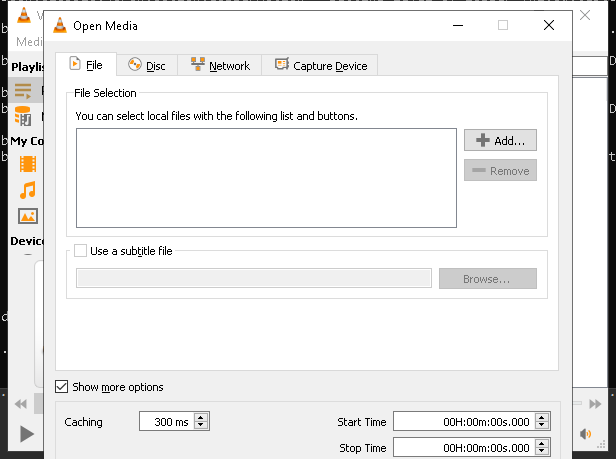 Open Media
Medi
File
Disc
Network
Capture Device
Playlis
File Selection
You can select local files with the following list and buttons.
Add...
Remove
My Co
Device
Use a subtitle file
Browse...
Show more options
Caching
300 ms
Start Time
00H:00m:00s.000
Stop Time
00H:00m:00s.000